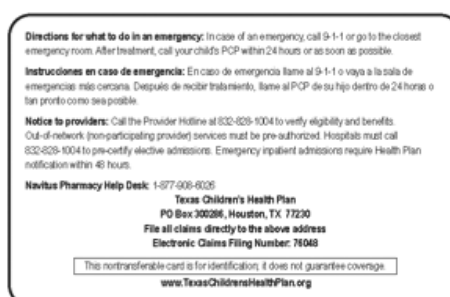 Directions for what to do in an emergency: In case of an emergency, call 9-1-1 or go to the closest
emergency room. After treatment, call your child's PCP within 24 hours or as soon as possible.
Instrucciones en caso de emergencia: En caso de emergencia llame al 9-1-1 o vaya a la sala de
emergencias más cercana. Después de recibir tratamiento, llame al PCP de su hijo dentro de 24 horas o
tan pronto como sea posible.
Notice to providers: Call the Provider Hotline at 832-828-1004 to verify eligibility and benefits.
Out-of-network (non-participating provider) services must be pre-authorized. Hospitals must call
832-828-1004 to pre-certify elective admissions. Emergency inpatient admissions require Health Plan
notification within 48 hours.
Navitus Pharmacy Help Desk: 1-877-908-6026
Texas Children's Health Plan
PO Box 300286, Houston, TX 77230
File all claims directly to the above address
Electronic Claims Filing Number: 76048
This nontransferable card is for identification; it does not guarantee coverage.
www.TexasChildrensHealthPlan.org